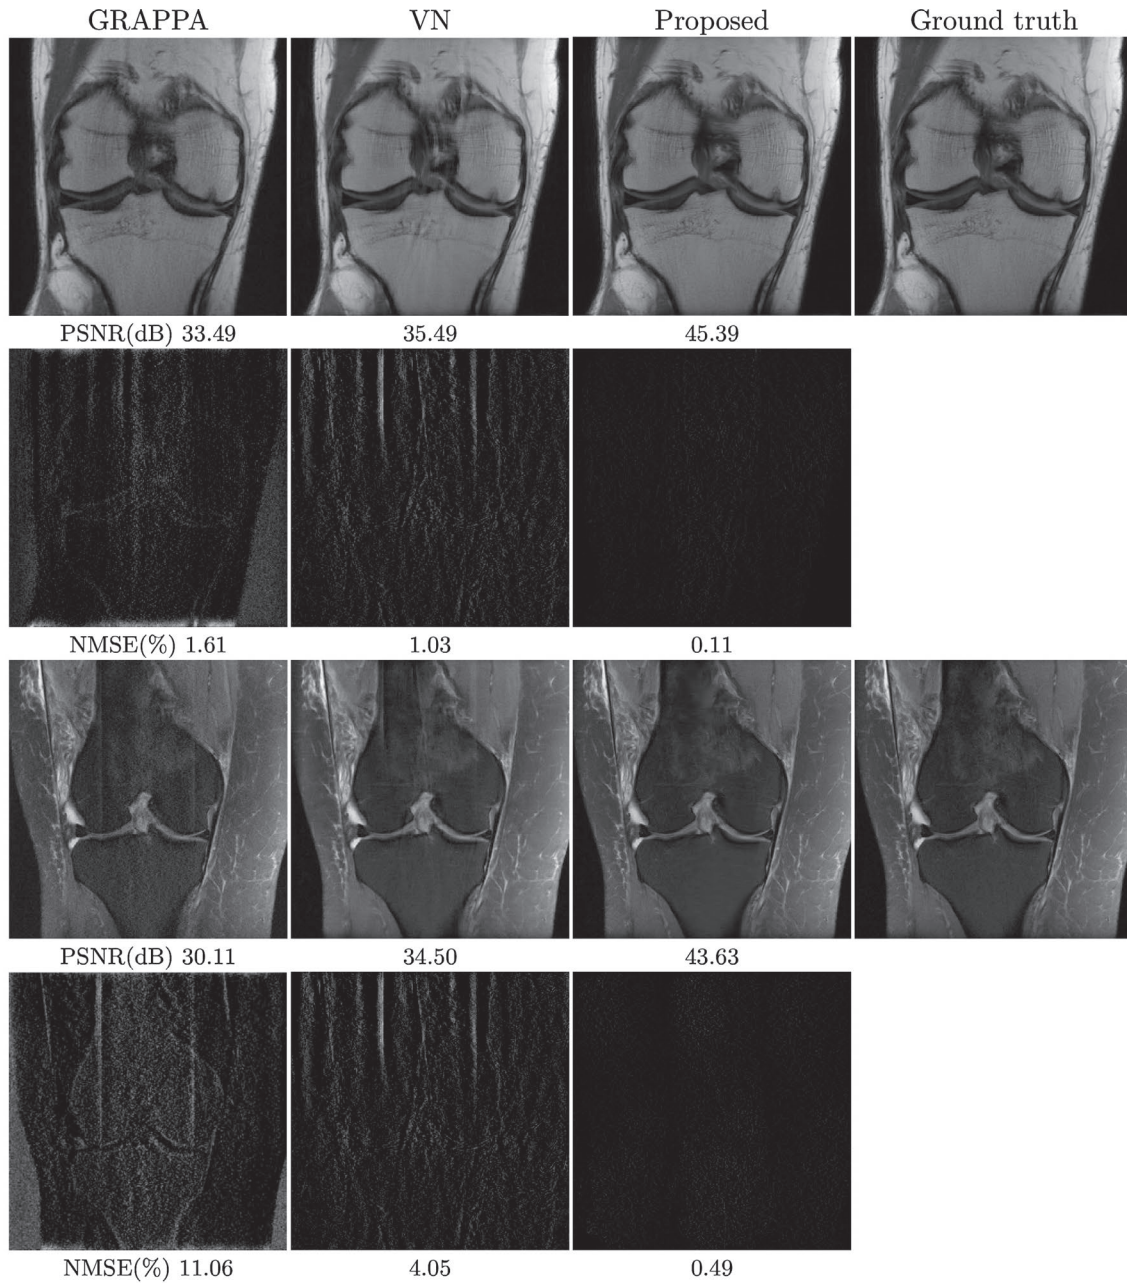 GRAPPA VN Proposed Ground truth
PSNR(dB) 33.49 35.49 45.39
NMSE(%) 1.61 1.03 0.11
PSNR(dB) 30.11 34.50 43.63
NMSE(%) 11.06 4.05 0.49